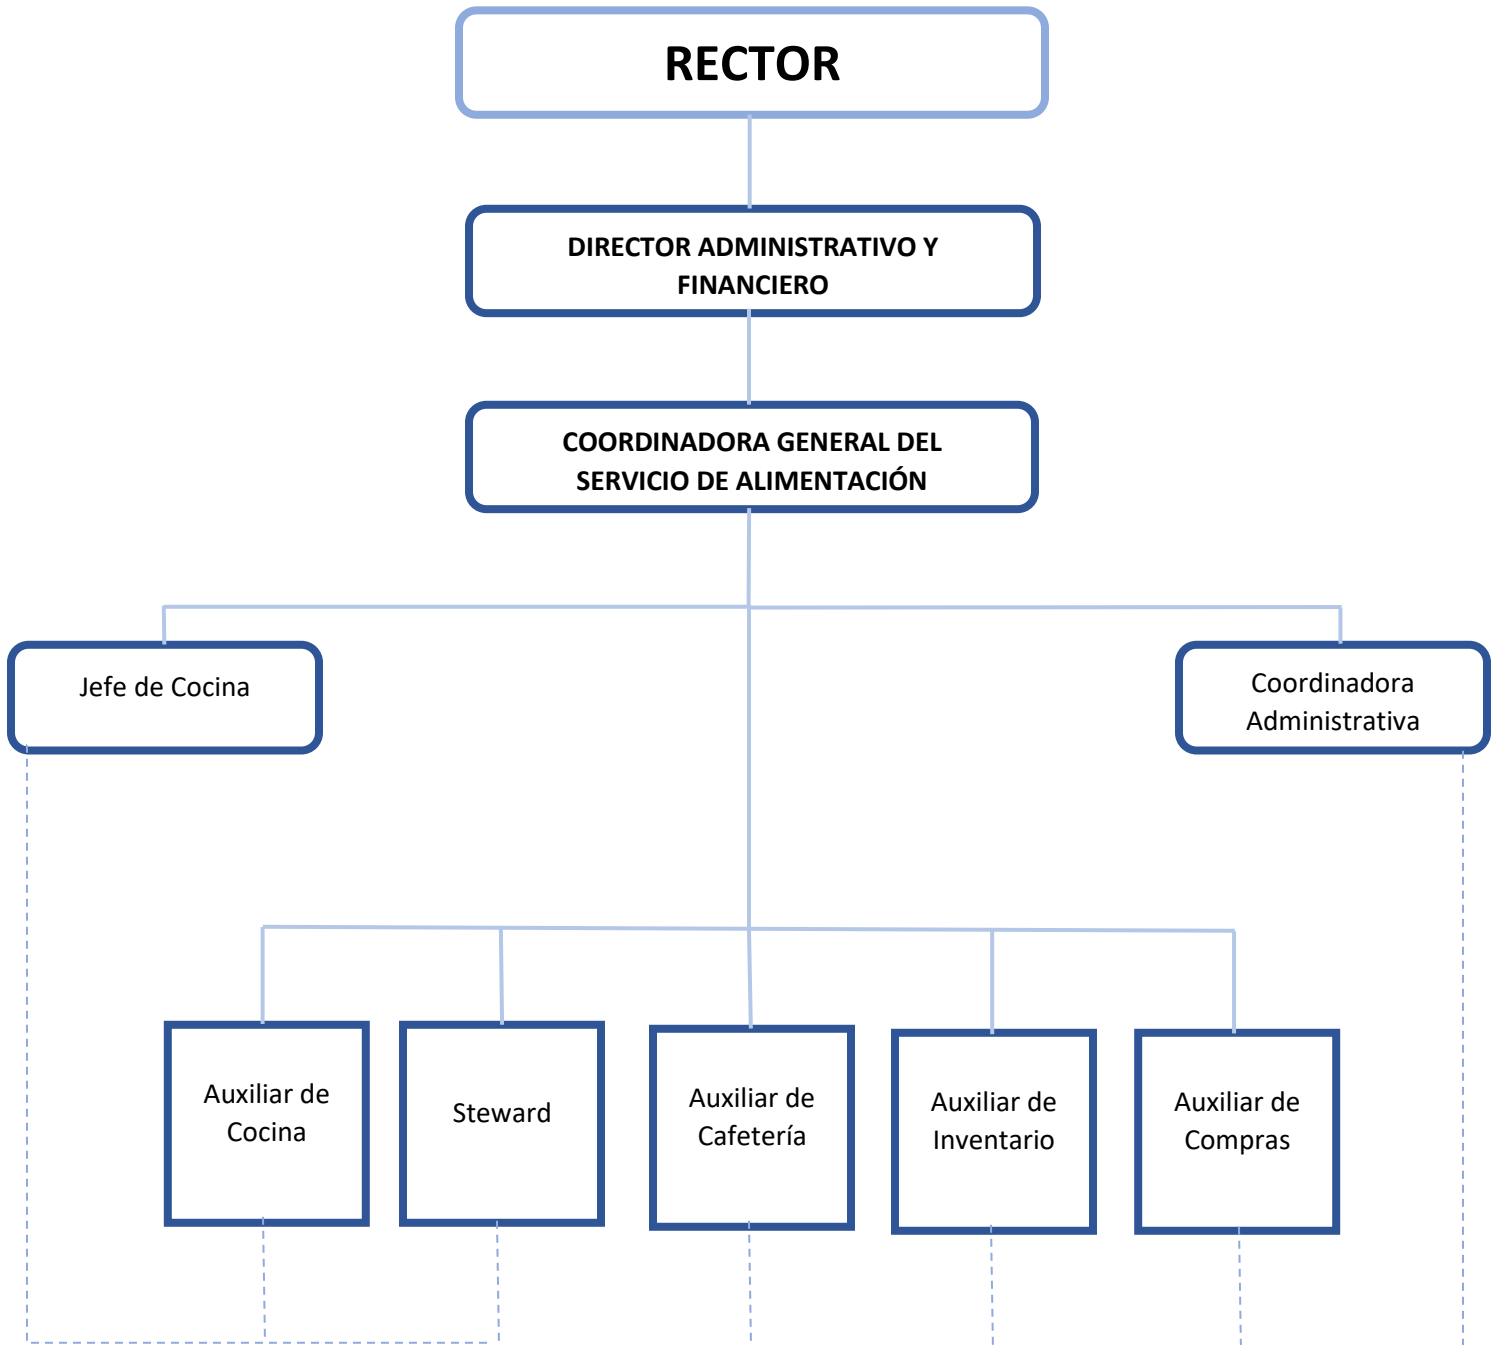 RECTOR
DIRECTOR ADMINISTRATIVO Y
FINANCIERO
COORDINADORA GENERAL DEL
SERVICIO DE ALIMENTACIÓN
Jefe de Cocina
Coordinadora
Administrativa
Auxiliar de
Cocina
Steward
Auxiliar de
Cafetería
Auxiliar de
Inventario
Auxiliar de
Compras